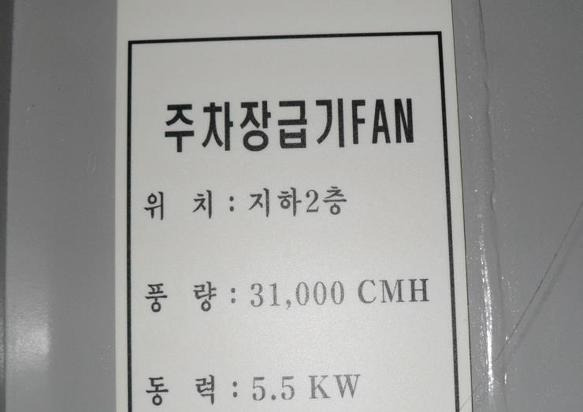 주차장급기FAN
위 치 : 지하2층
풍 량 : 31,000 CMH
동 력 : 5.5 KW